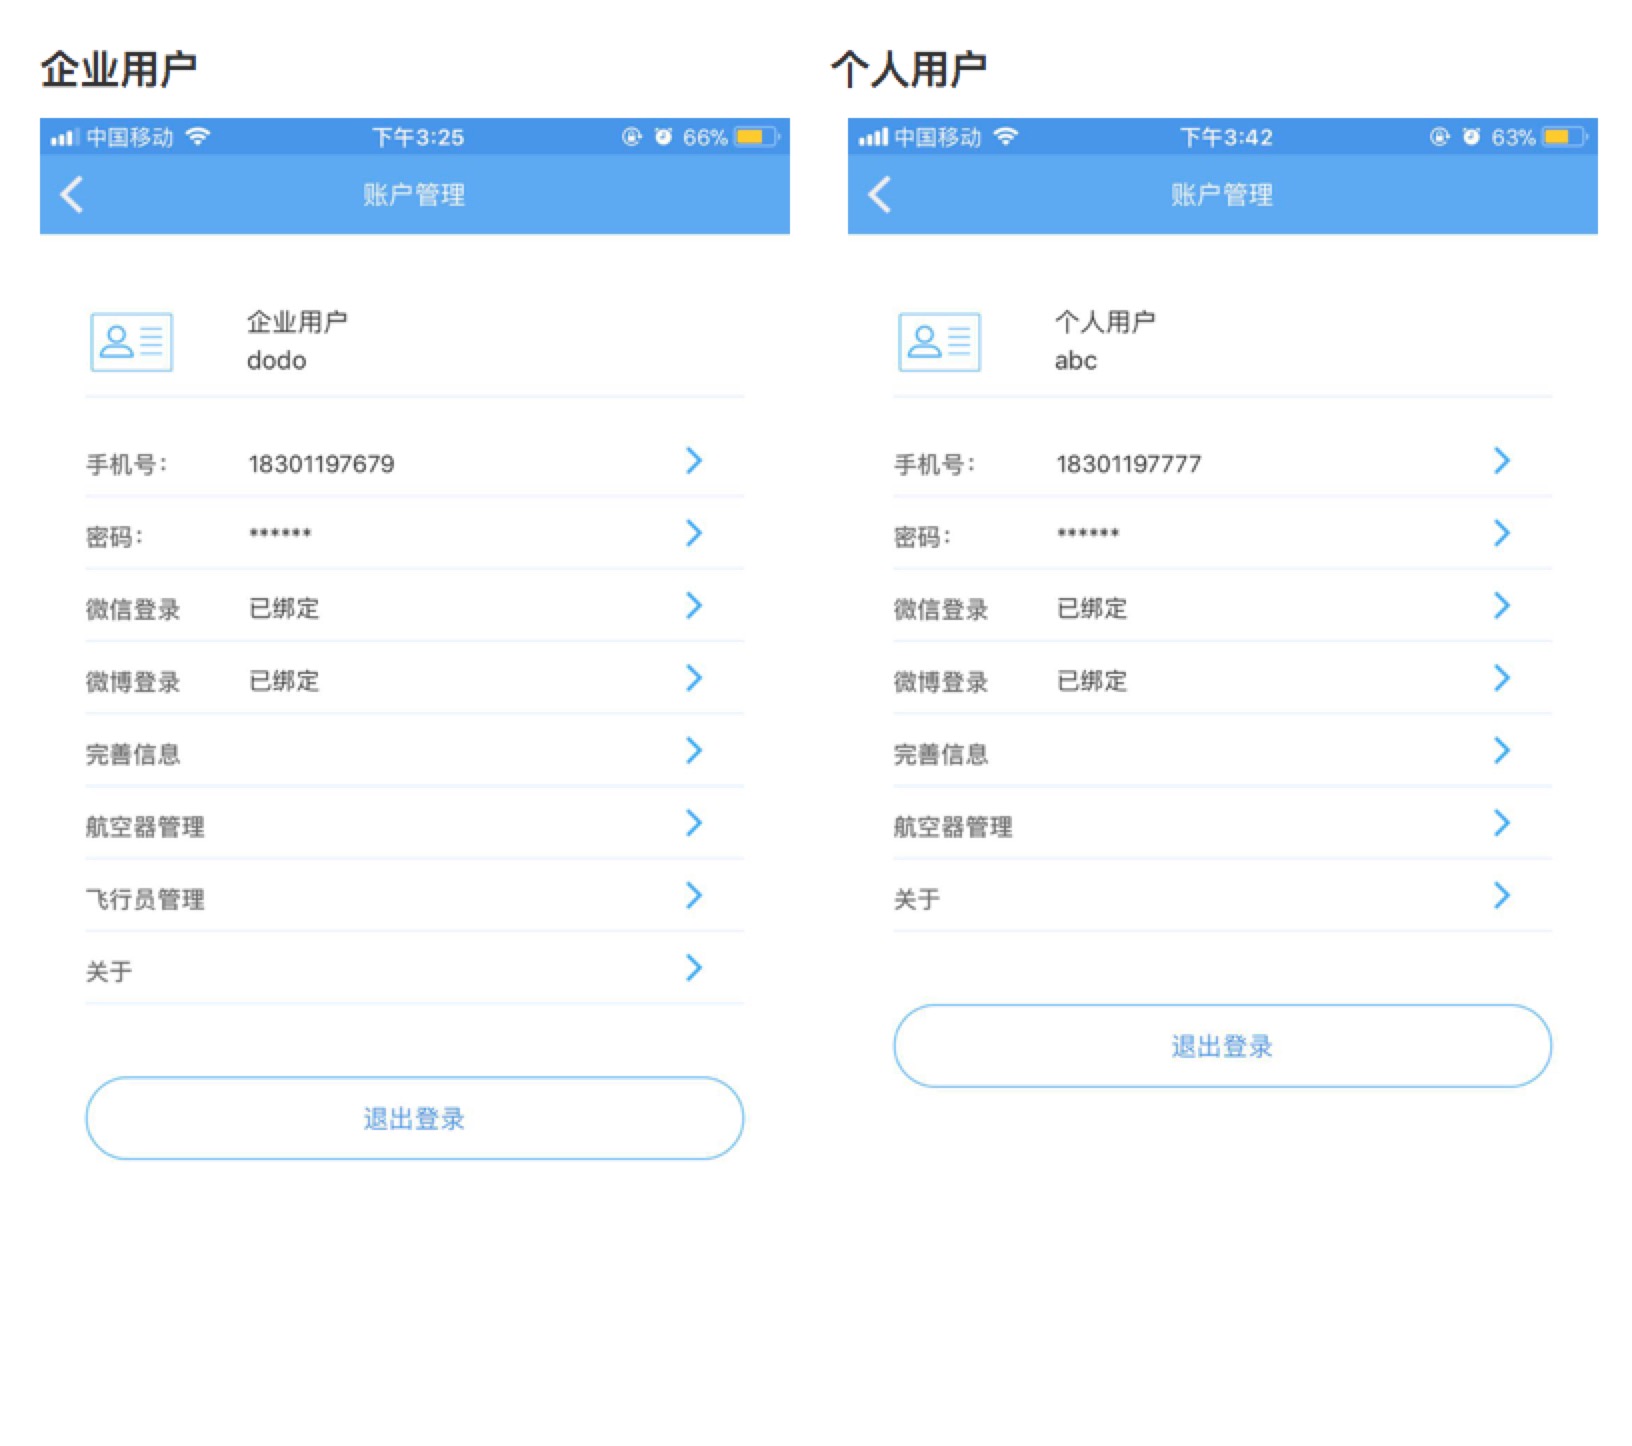 企业用户
中国移动 下午3:25 66%
账户管理
企业用户
dodo
手机号： 18301197679
密码： ******
微信登录 已绑定
微博登录 已绑定
完善信息
航空器管理
飞行员管理
关于
退出登录
个人用户
中国移动 下午3:42 63%
账户管理
个人用户
abc
手机号： 18301197777
密码： ******
微信登录 已绑定
微博登录 已绑定
完善信息
航空器管理
关于
退出登录